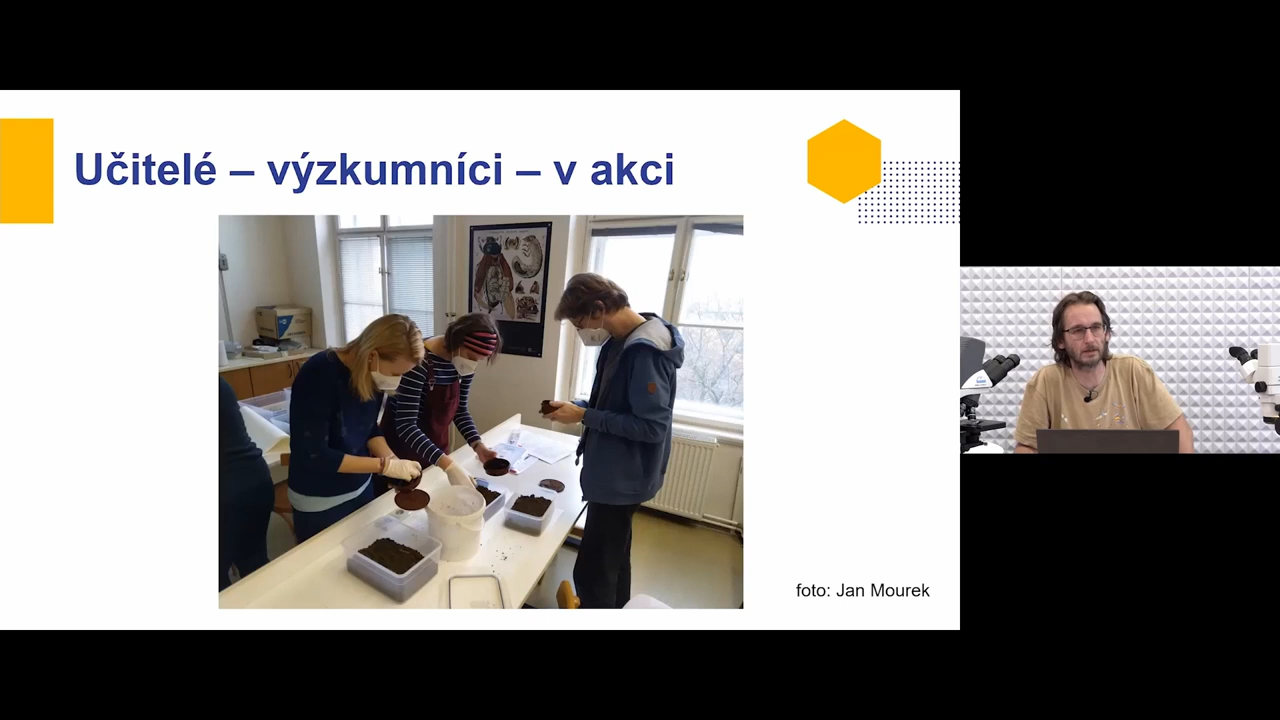 Učitelé – výzkumníci – v akci
foto: Jan Mourek